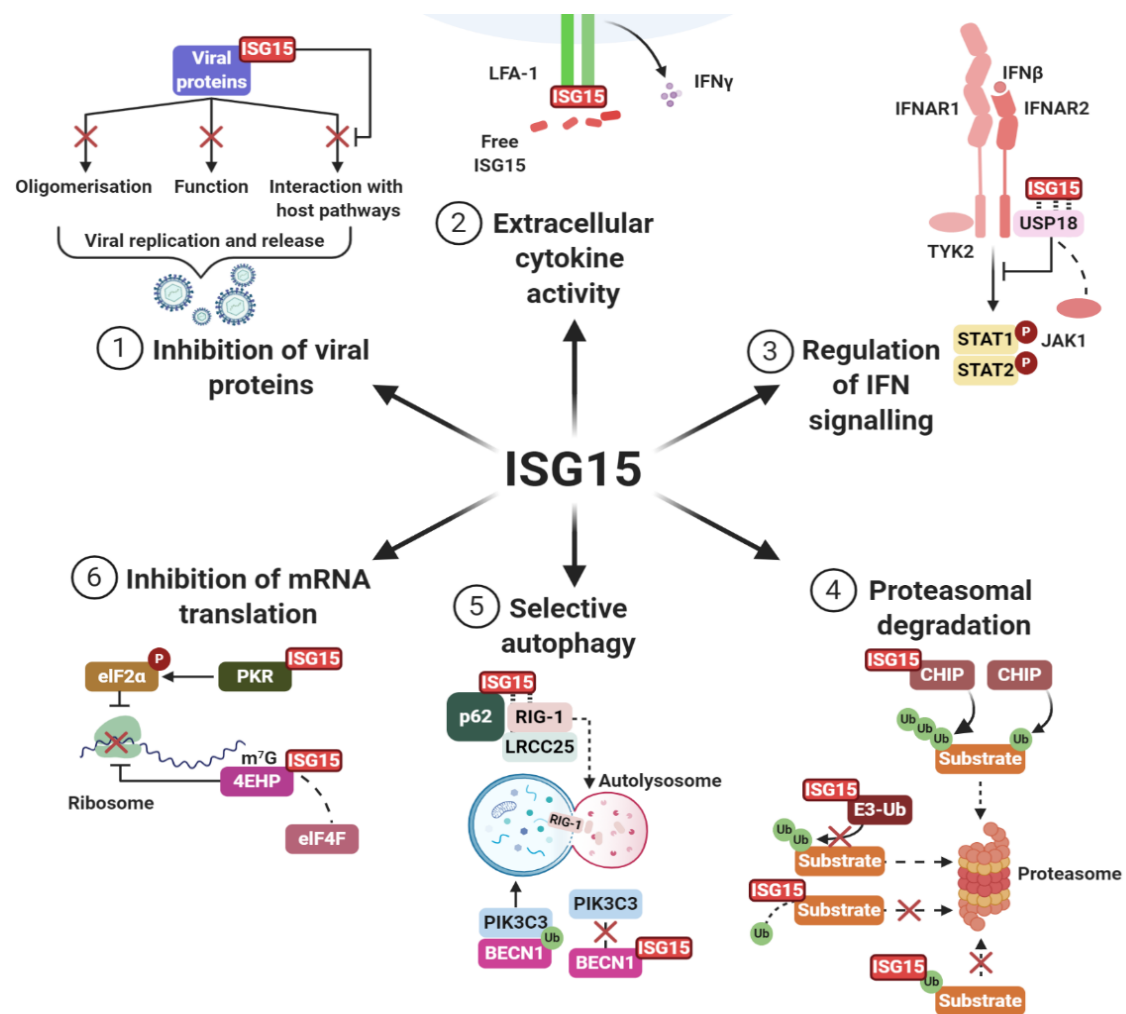 Viral
proteins
ISG15
Oligomerisation
Function
Interaction with
host pathways
Viral replication and release
1
Inhibition of viral
proteins
LFA-1
ISG15
IFNγ
Free
ISG15
2
Extracellular
cytokine
activity
IFNβ
IFNAR1
IFNAR2
ISG15
USP18
TYK2
STAT1
P
STAT2
P
JAK1
3
Regulation
of IFN
signalling
ISG15
6
Inhibition of mRNA
translation
eIF2α
P
PKR
ISG15
m⁷G
ISG15
4EHP
Ribosome
eIF4F
5
Selective
autophagy
ISG15
p62
RIG-1
LRCC25
Autolysosome
RIG-1
PIK3C3
Ub
BECN1
PIK3C3
BECN1
ISG15
4
Proteasomal
degradation
ISG15
CHIP
CHIP
Ub
Ub
Ub
Ub
Substrate
ISG15
E3-Ub
Ub
Ub
Substrate
Proteasome
ISG15
Substrate
Ub
ISG15
Ub
Substrate